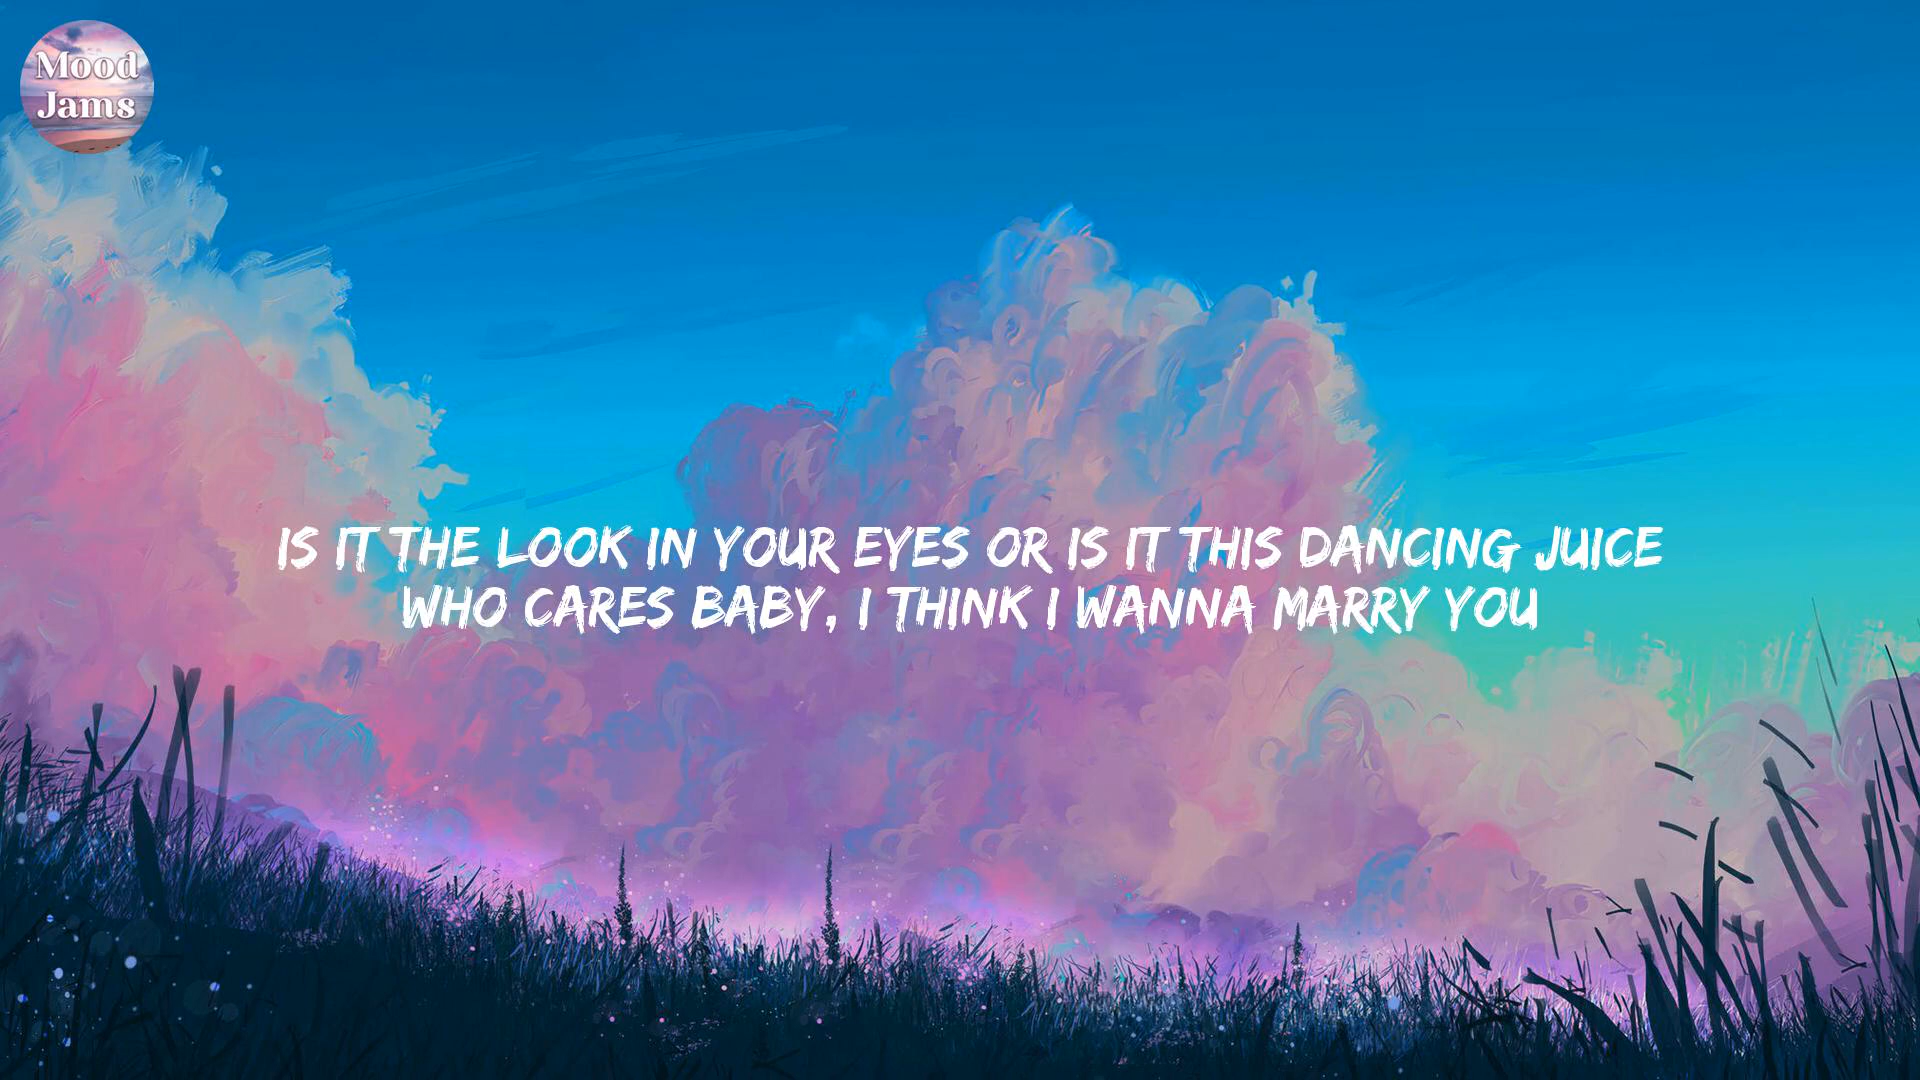 Mood
Jams
IS IT THE LOOK IN YOUR EYES OR IS IT THIS DANCING JUICE
WHO CARES BABY, I THINK I WANNA MARRY YOU